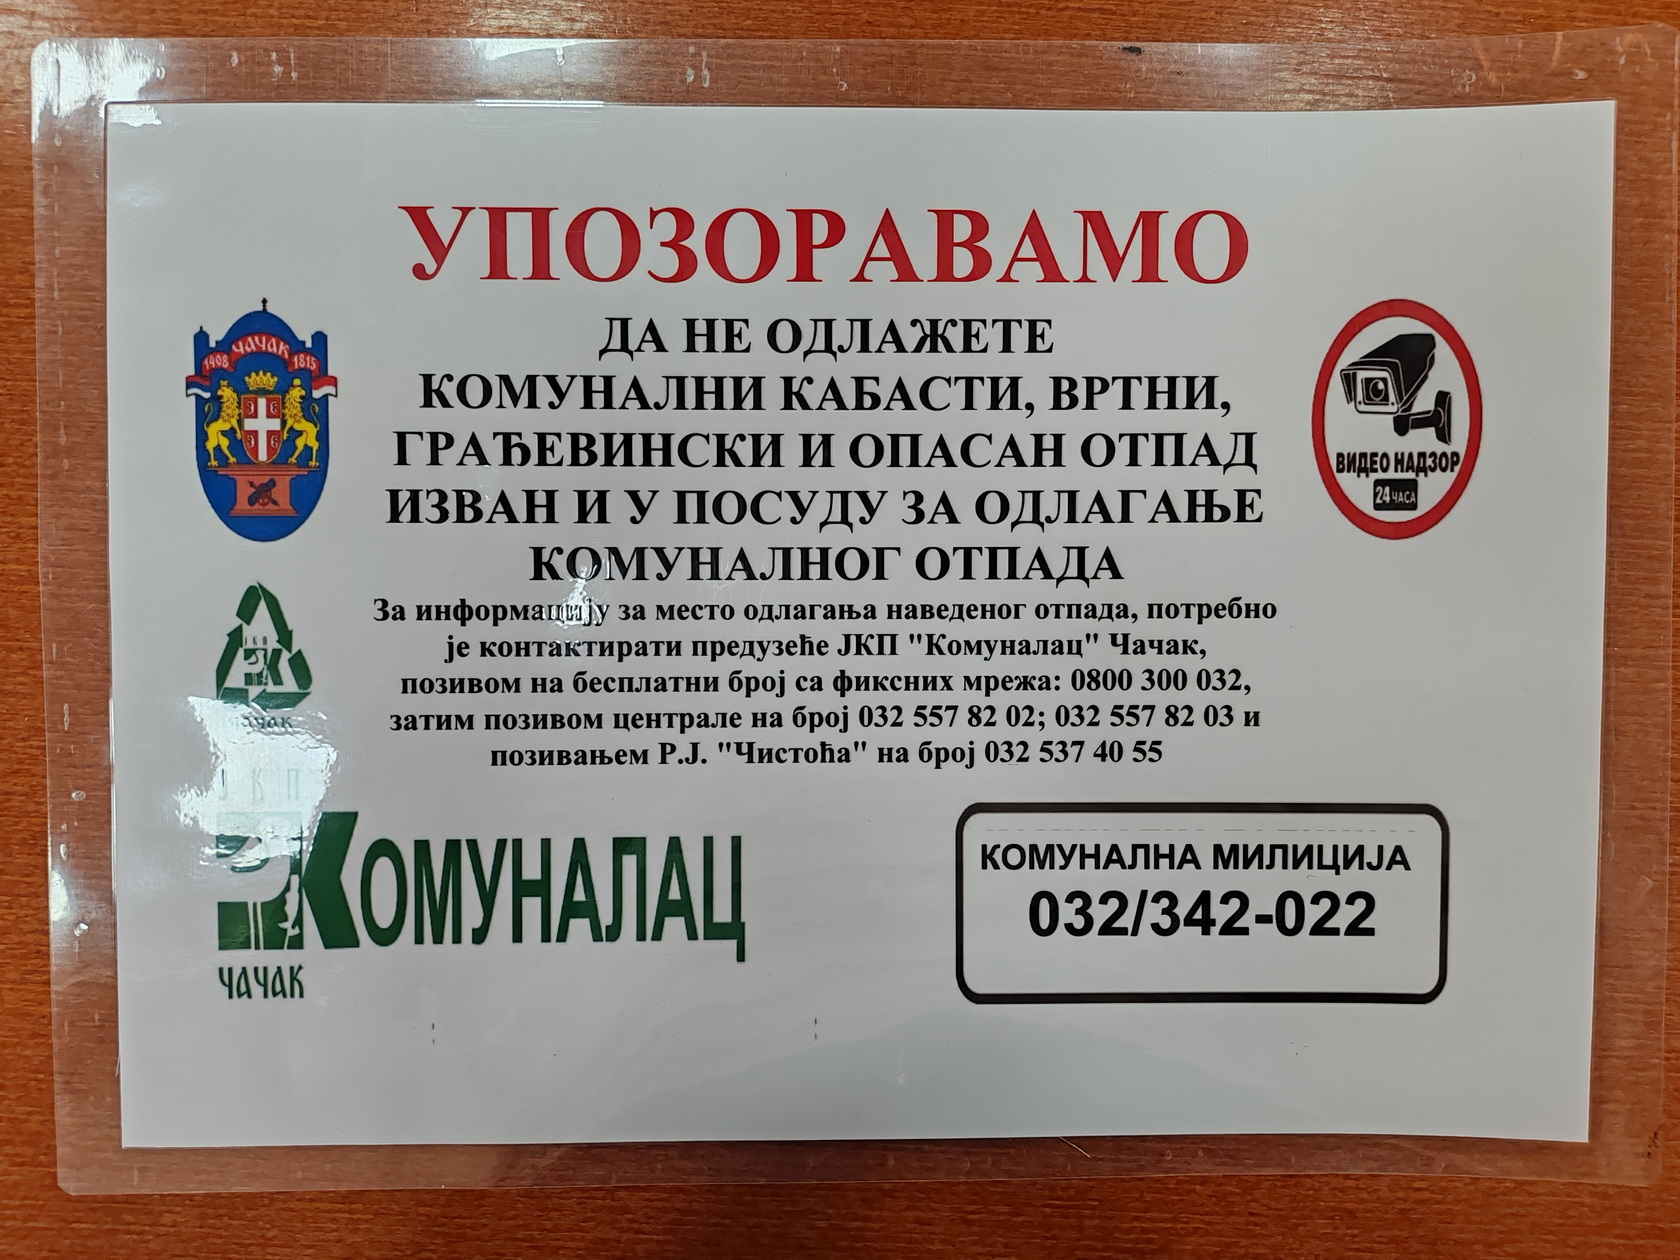 УПОЗОРАВАМО
ДА НЕ ОДЛАЖЕТЕ
КОМУНАЛНИ КАБАСТИ, ВРТНИ,
ГРАЂЕВИНСКИ И ОПАСАН ОТПАД
ИЗВАН И У ПОСУДУ ЗА ОДЛАГАЊЕ
КОМУНАЛНОГ ОТПАДА
За информацију за место одлагања наведеног отпада, потребно
је контактирати предузеће ЈКП "Комуналац" Чачак,
позивом на бесплатни број са фиксних мрежа: 0800 300 032,
затим позивом централе на број 032 557 82 02; 032 557 82 03 и
позивањем Р.Ј. "Чистоћа" на број 032 537 40 55
ЧАЧАК
1408 1815
ВИДЕО НАДЗОР
24 ЧАСА
ЈКП
ЧАЧАК
ЈКП
КОМУНАЛАЦ
ЧАЧАК
КОМУНАЛНА МИЛИЦИЈА
032/342-022